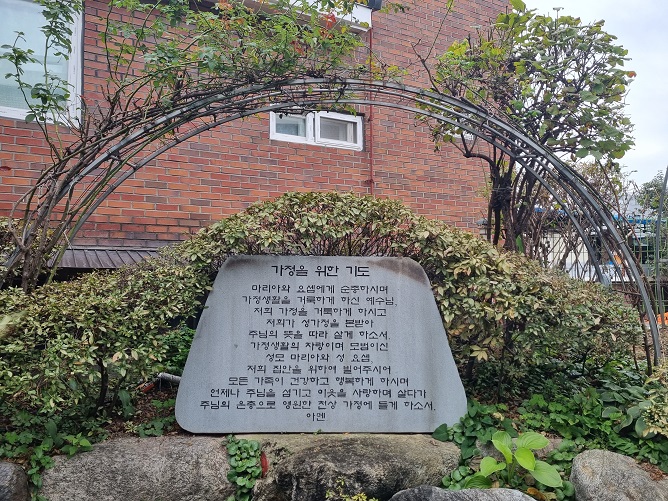 가정을 위한 기도
마리아와 요셉에게 순종하시며
가정생활을 거룩하게 하신 예수님,
저희 가정을 거룩하게 하시고
저희가 성가정을 본받아
주님의 뜻을 따라 살게 하소서.
가정생활의 자랑이며 모범이신
성모 마리아와 성 요셉,
저희 집안을 위하여 빌어주시어
모든 가족이 건강하고 행복하게 하시며
언제나 주님을 섬기고 이웃을 사랑하며 살다가
주님의 은총으로 영원한 천상 가정에 들게 하소서.
아멘